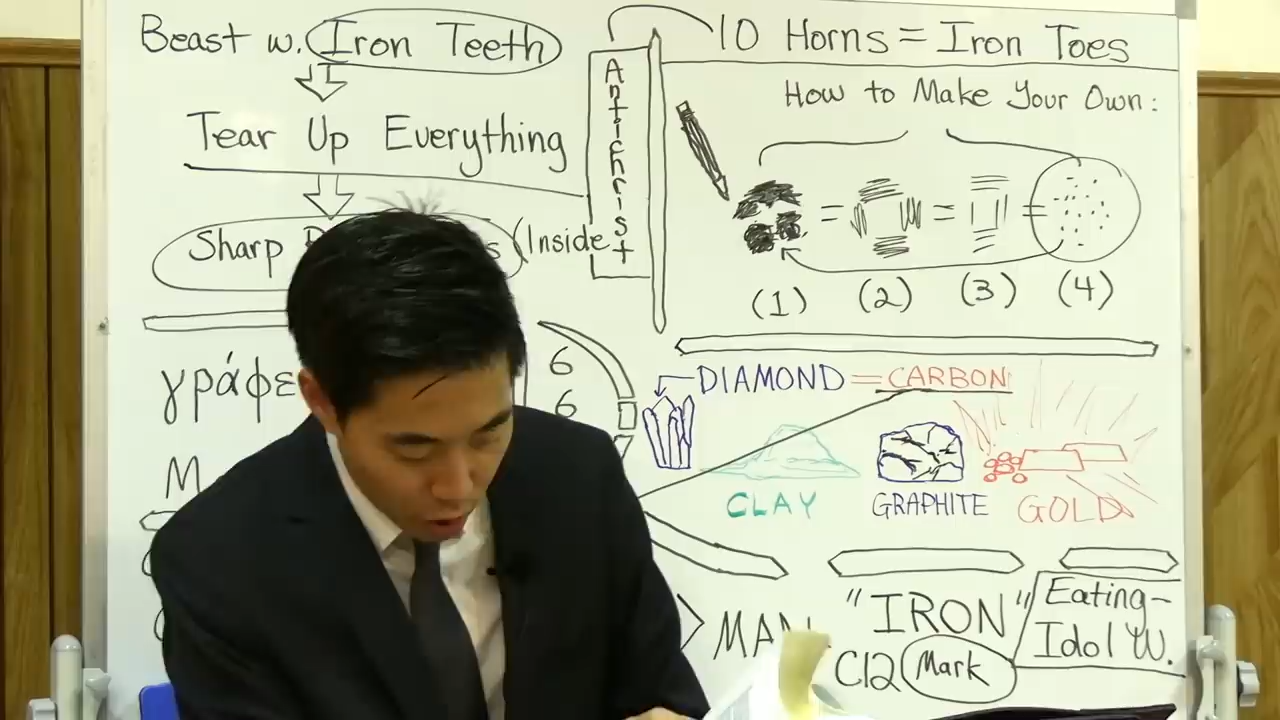 Beast w. Iron Teeth
Tear Up Everything
Sharp
(Inside
Antichrist
10 Horns = Iron Toes
How to Make Your Own:
= = =
(1) (2) (3) (4)
γράφε
6
6
M
DIAMOND = CARBON
CLAY
GRAPHITE
GOLD
MAN
"IRON"
C12 Mark
Eating-
Idol W.